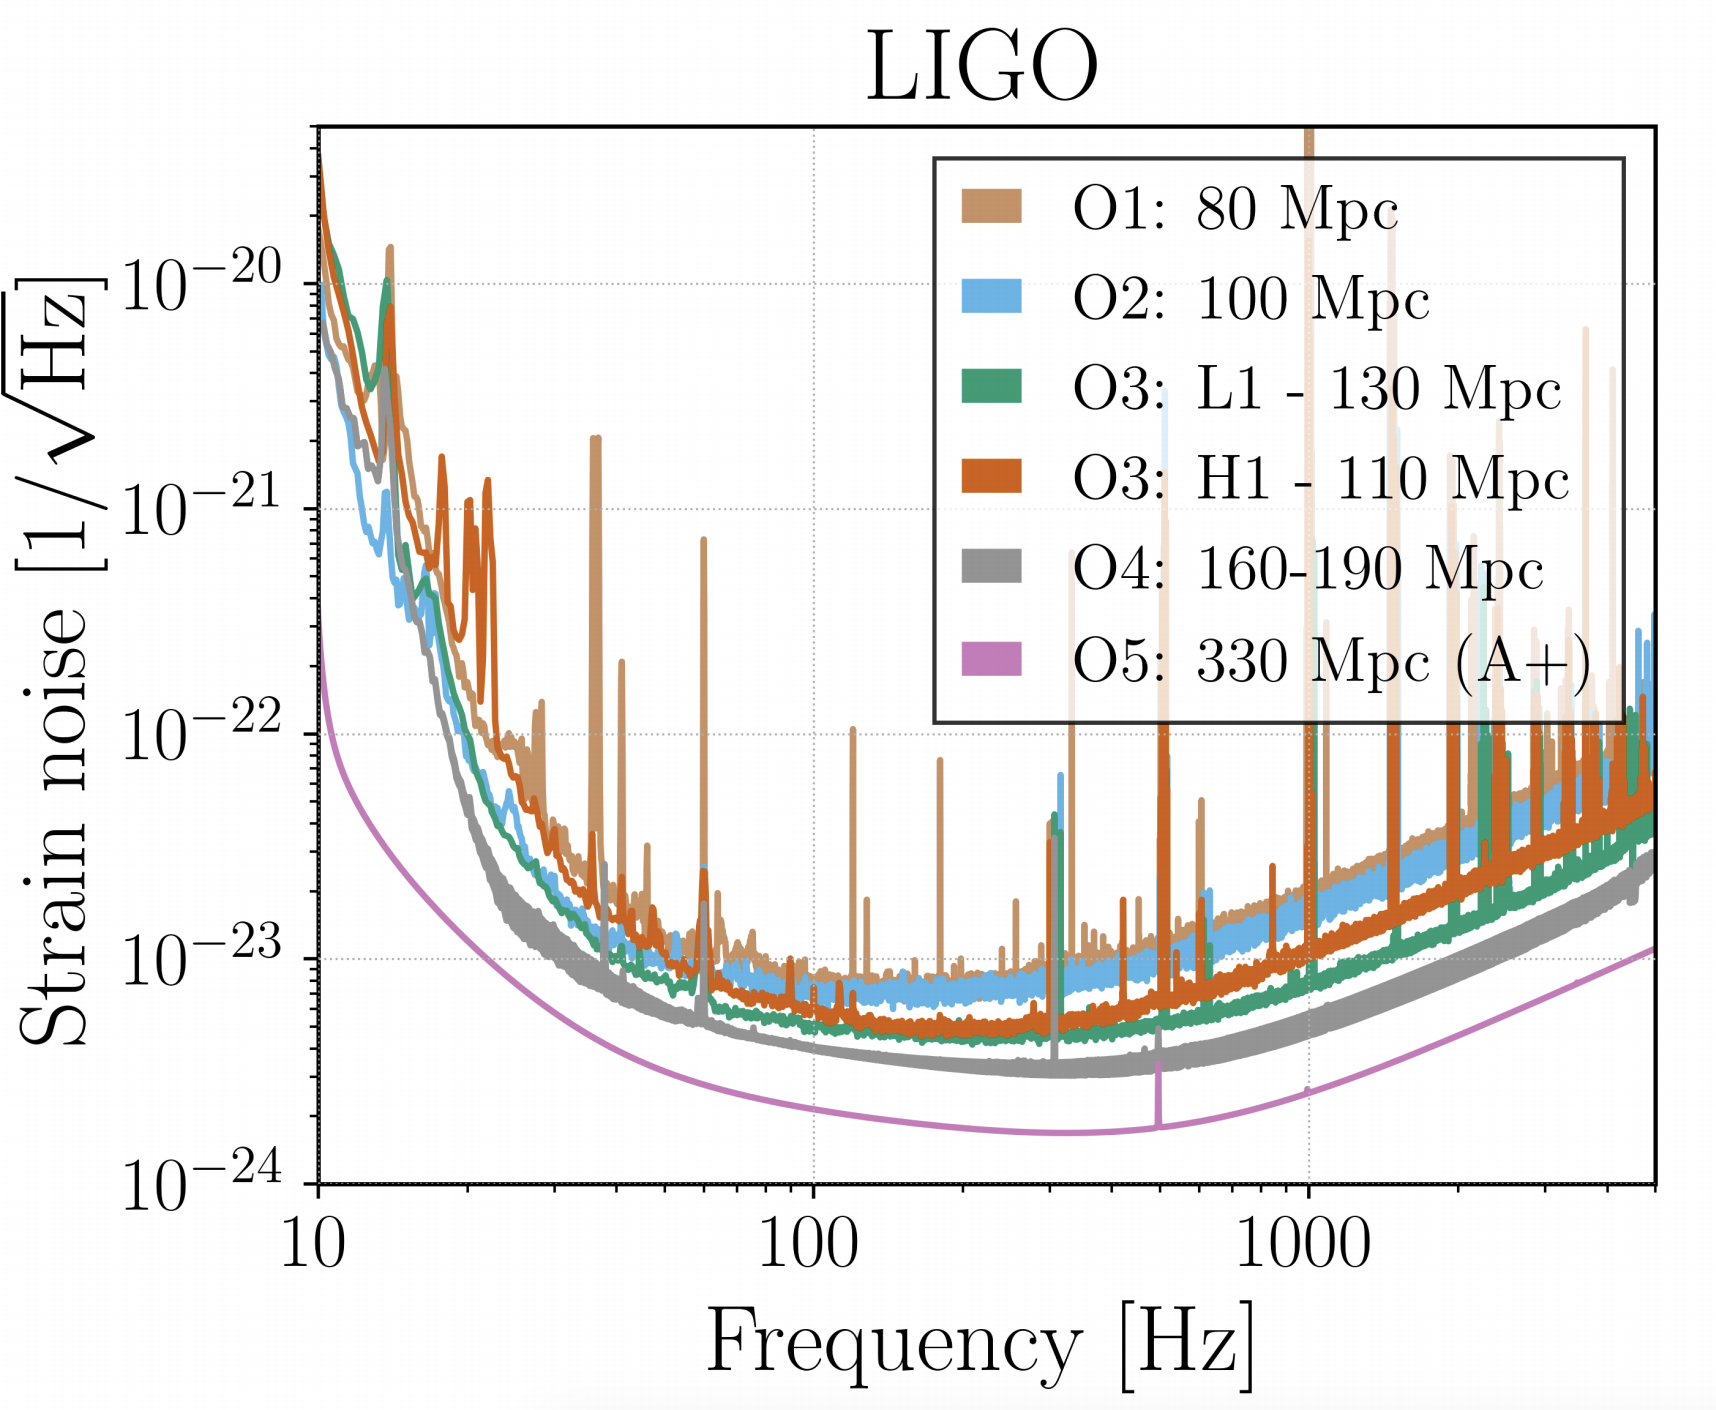 LIGO
Strain noise [1/√Hz]
10⁻²⁰
10⁻²¹
10⁻²²
10⁻²³
10⁻²⁴
O1: 80 Mpc
O2: 100 Mpc
O3: L1 - 130 Mpc
O3: H1 - 110 Mpc
O4: 160-190 Mpc
O5: 330 Mpc (A+)
10 100 1000
Frequency [Hz]